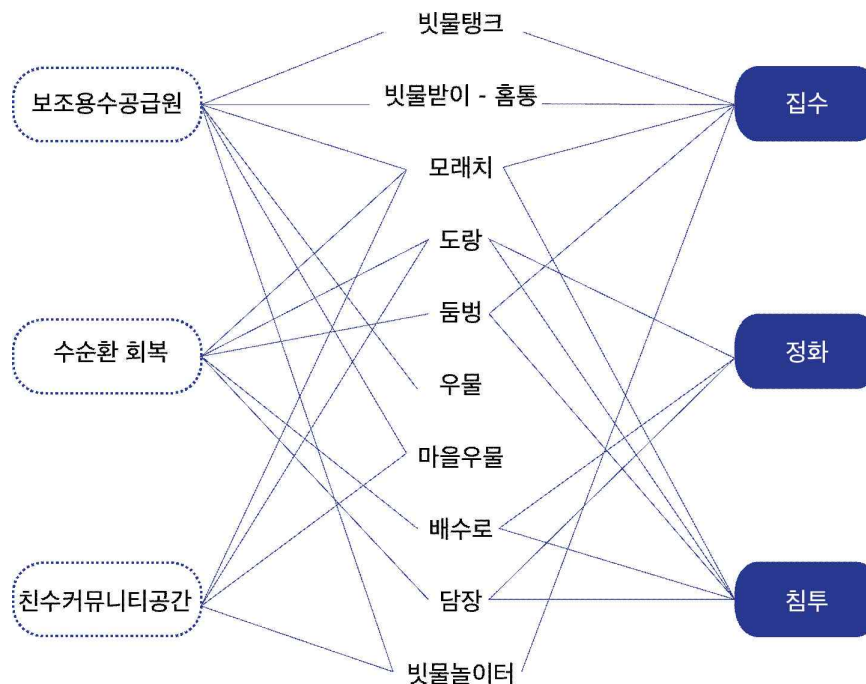 빗물탱크
보조용수공급원
빗물받이 - 홈통
집수
모래치
도랑
둠벙
수순환 회복
정화
우물
마을우물
배수로
친수커뮤니티공간
담장
침투
빗물놀이터